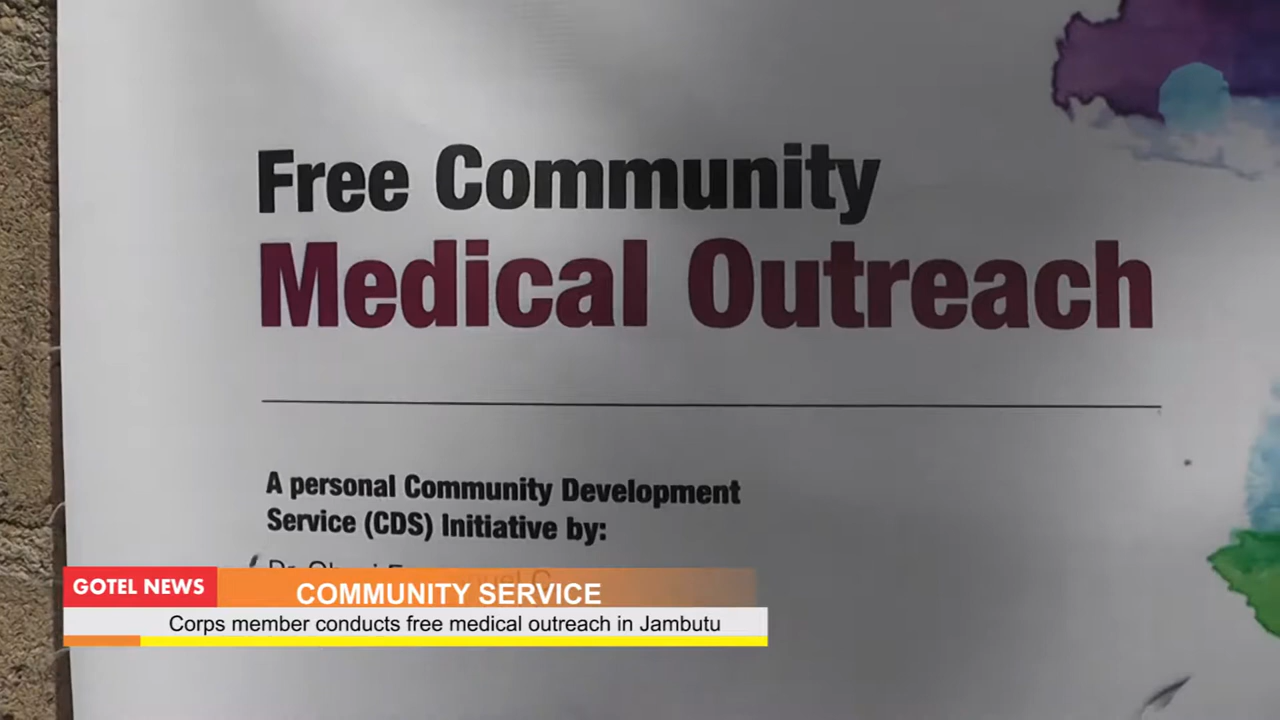 Free Community
Medical Outreach
A personal Community Development
Service (CDS) Initiative by:
GOTEL NEWS
COMMUNITY SERVICE
Corps member conducts free medical outreach in Jambutu